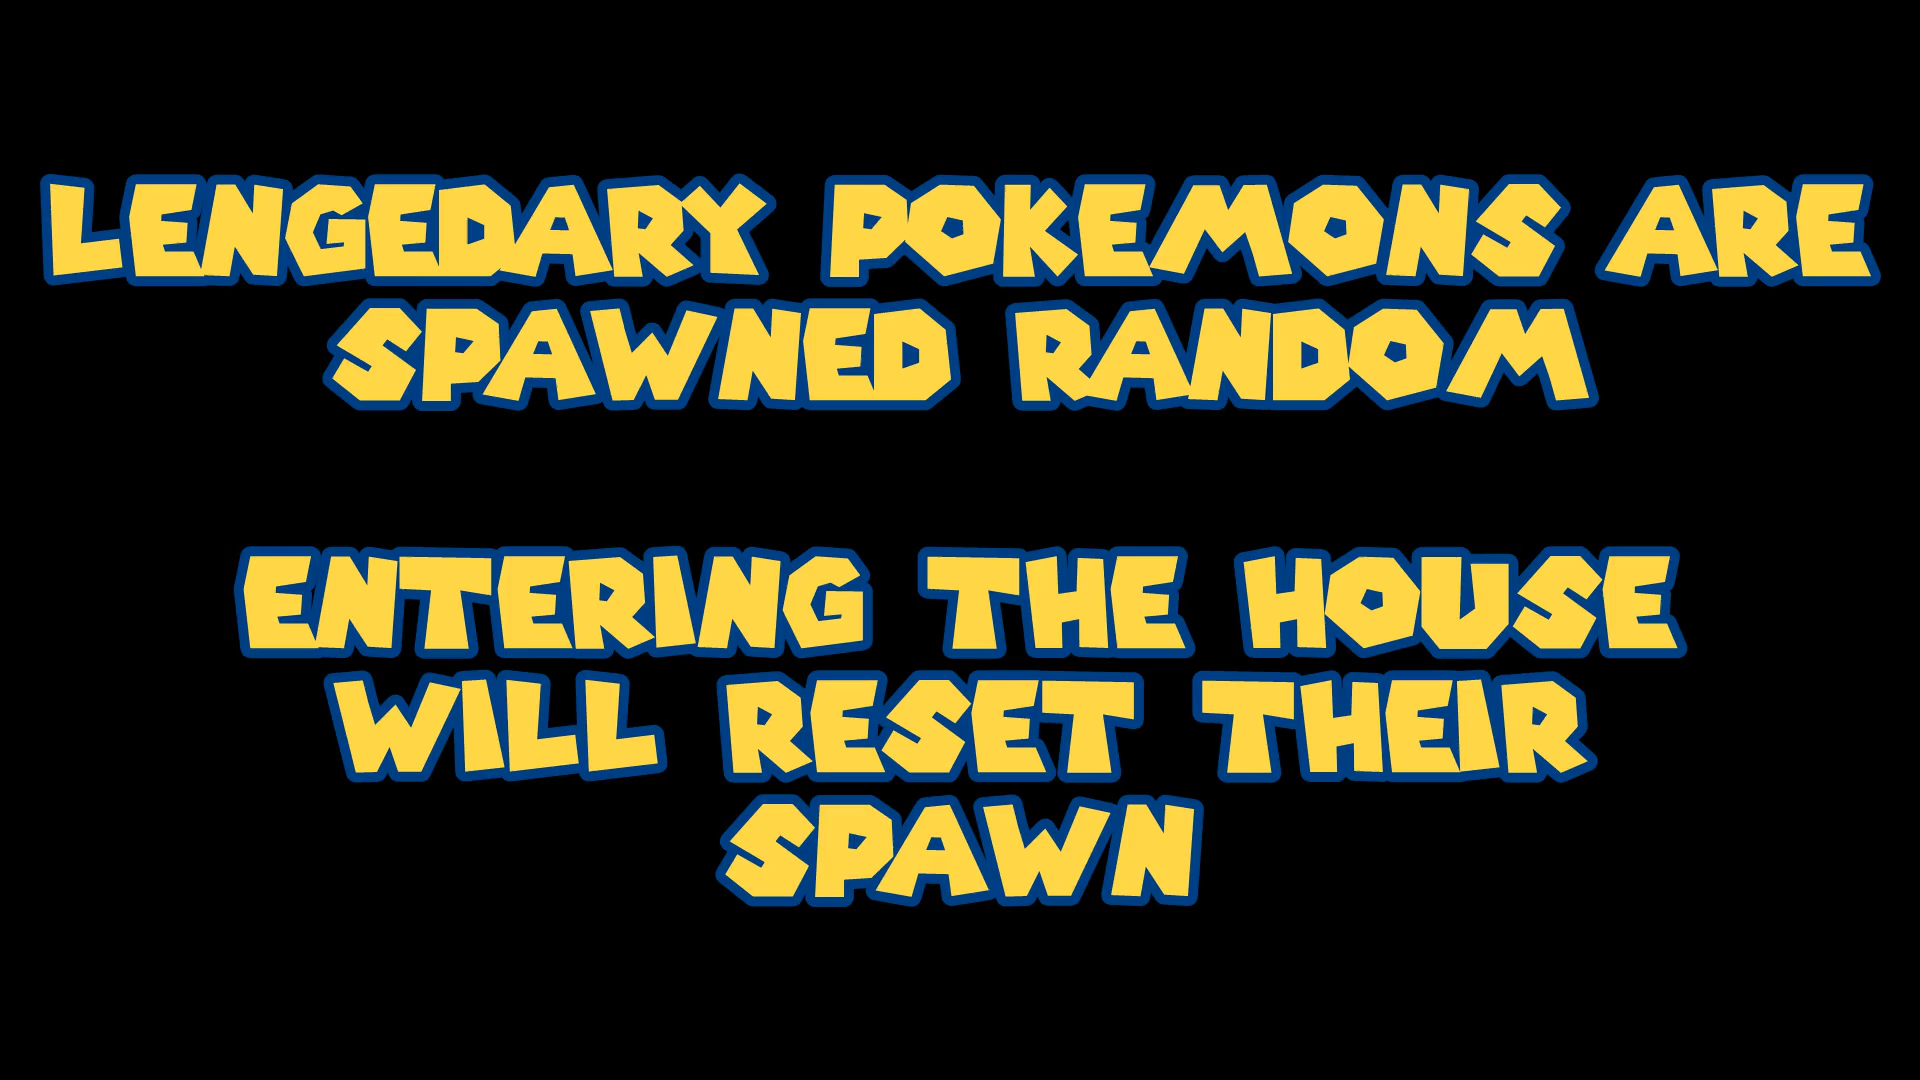 LENGEDARY POKEMONS ARE
SPAWNED RANDOM
ENTERING THE HOUSE
WILL RESET THEIR
SPAWN